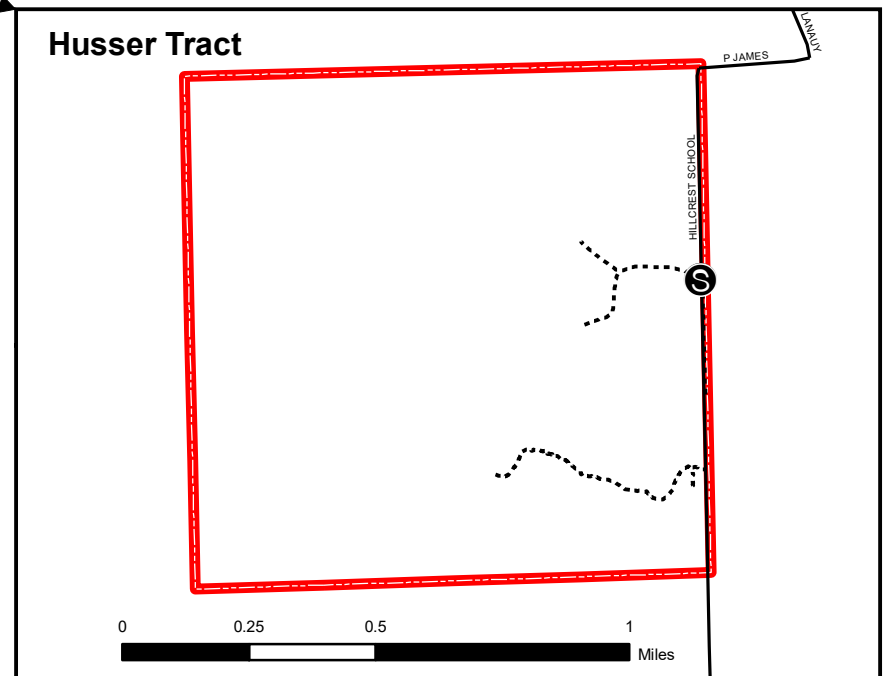 Husser Tract
LANAUY
P JAMES
HILLCREST SCHOOL
S
0 0.25 0.5 1
Miles